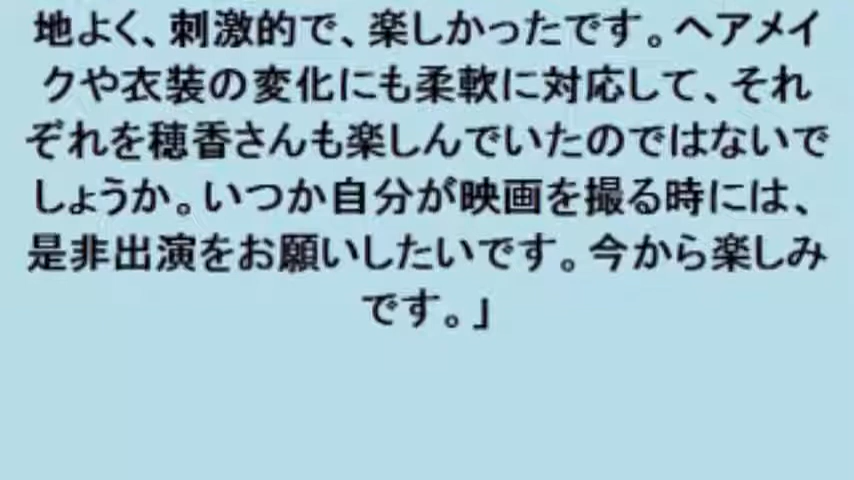 地よく、刺激的で、楽しかったです。ヘアメイ
クや衣装の変化にも柔軟に対応して、それ
ぞれを穂香さんも楽しんでいたのではないで
しょうか。いつか自分が映画を撮る時には、
是非出演をお願いしたいです。今から楽しみ
です。」